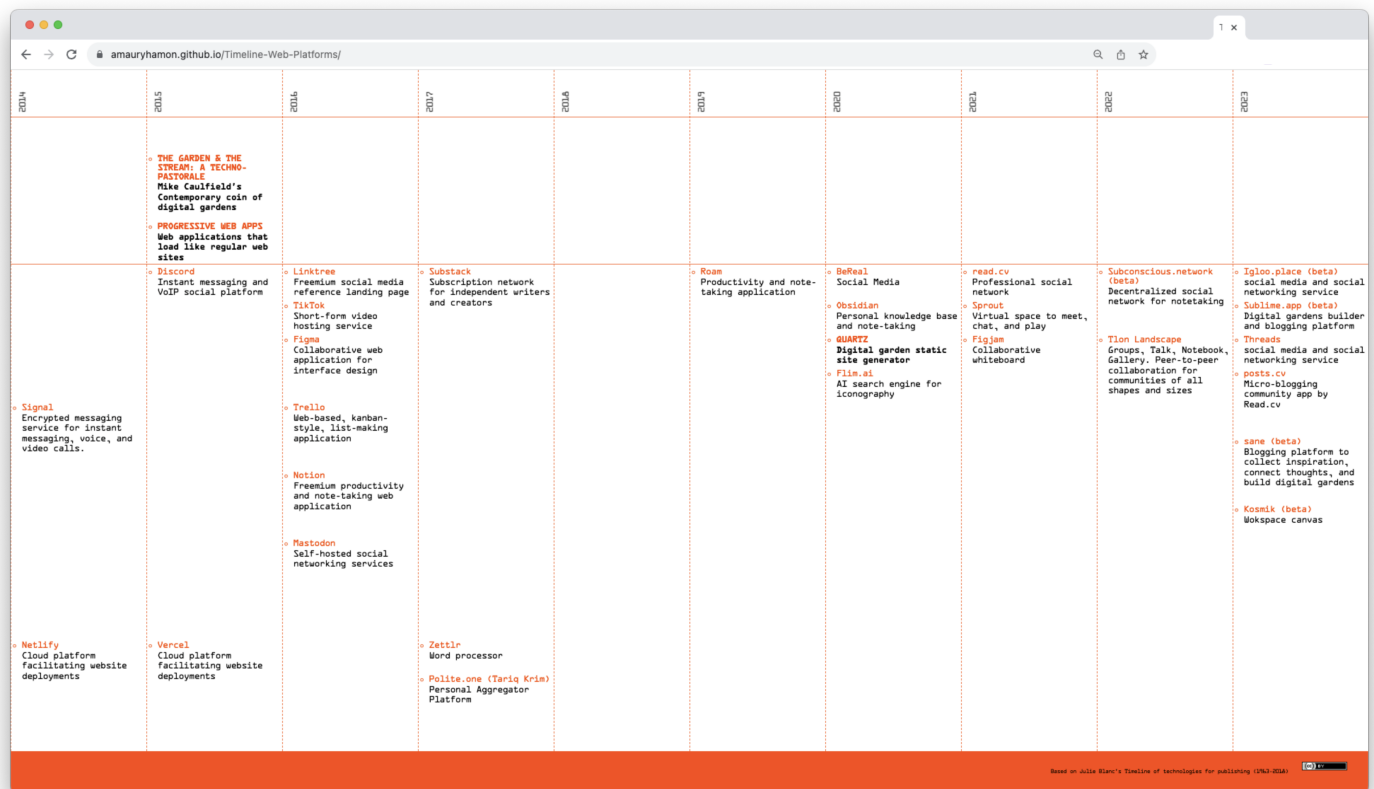 T
amauryhamon.github.io/Timeline-Web-Platforms/
2014
2015
2016
2017
2018
2019
2020
2021
2022
2023
THE GARDEN & THE
STREAM: A TECHNO-
PASTORALE
Mike Caulfield's
Contemporary coin of
digital gardens
PROGRESSIVE WEB APPS
Web applications that
load like regular web
sites
Signal
Encrypted messaging
service for instant
messaging, voice, and
video calls.
Netlify
Cloud platform
facilitating website
deployments
Discord
Instant messaging and
VoIP social platform
Vercel
Cloud platform
facilitating website
deployments
Linktree
Freemium social media
reference landing page
TikTok
Short-form video
hosting service
Figma
Collaborative web
application for
interface design
Trello
Web-based, kanban-
style, list-making
application
Notion
Freemium productivity
and note-taking web
application
Mastodon
Self-hosted social
networking services
Substack
Subscription network
for independent writers
and creators
Zettlr
Word processor
Polite.one (Tariq Krim)
Personal Aggregator
Platform
Roam
Productivity and note-
taking application
BeReal
Social Media
Obsidian
Personal knowledge base
and note-taking
QUARTZ
Digital garden static
site generator
Flim.ai
AI search engine for
iconography
read.cv
Professional social
network
Sprout
Virtual space to meet,
chat, and play
Figjam
Collaborative
whiteboard
Subconscious.network
(beta)
Decentralized social
network for notetaking
Tlon Landscape
Groups, Talk, Notebook,
Gallery. Peer-to-peer
collaboration for
communities of all
shapes and sizes
Igloo.place (beta)
social media and social
networking service
Sublime.app (beta)
Digital gardens builder
and blogging platform
Threads
social media and social
networking service
posts.cv
Micro-blogging
community app by
Read.cv
sane (beta)
Blogging platform to
collect inspiration,
connect thoughts, and
build digital gardens
Kosmik (beta)
Wokspace canvas
Based on Julie Blanc's Timeline of technologies for publishing (1963-2018)
(cc) BY